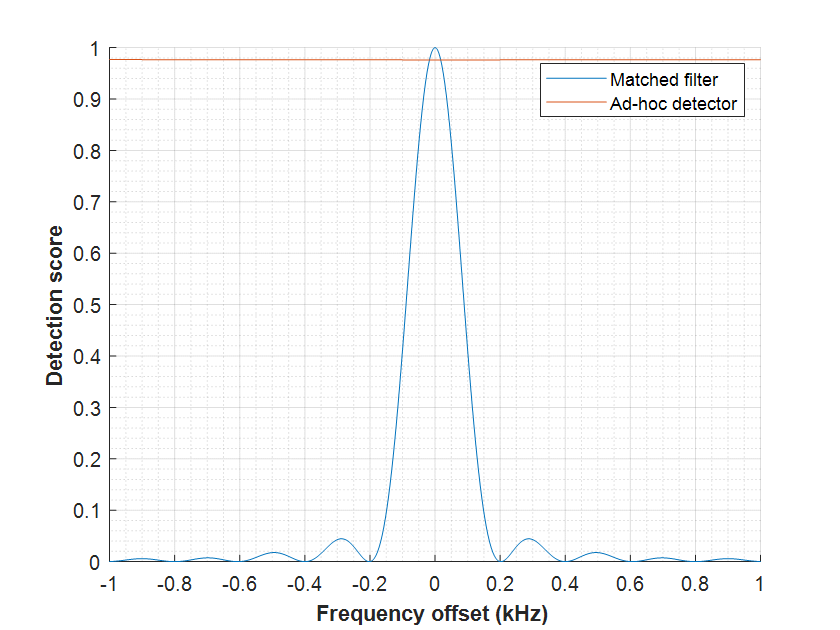 1
0.9
0.8
0.7
0.6
0.5
0.4
0.3
0.2
0.1
0
Detection score
Matched filter
Ad-hoc detector
-1 -0.8 -0.6 -0.4 -0.2 0 0.2 0.4 0.6 0.8 1
Frequency offset (kHz)